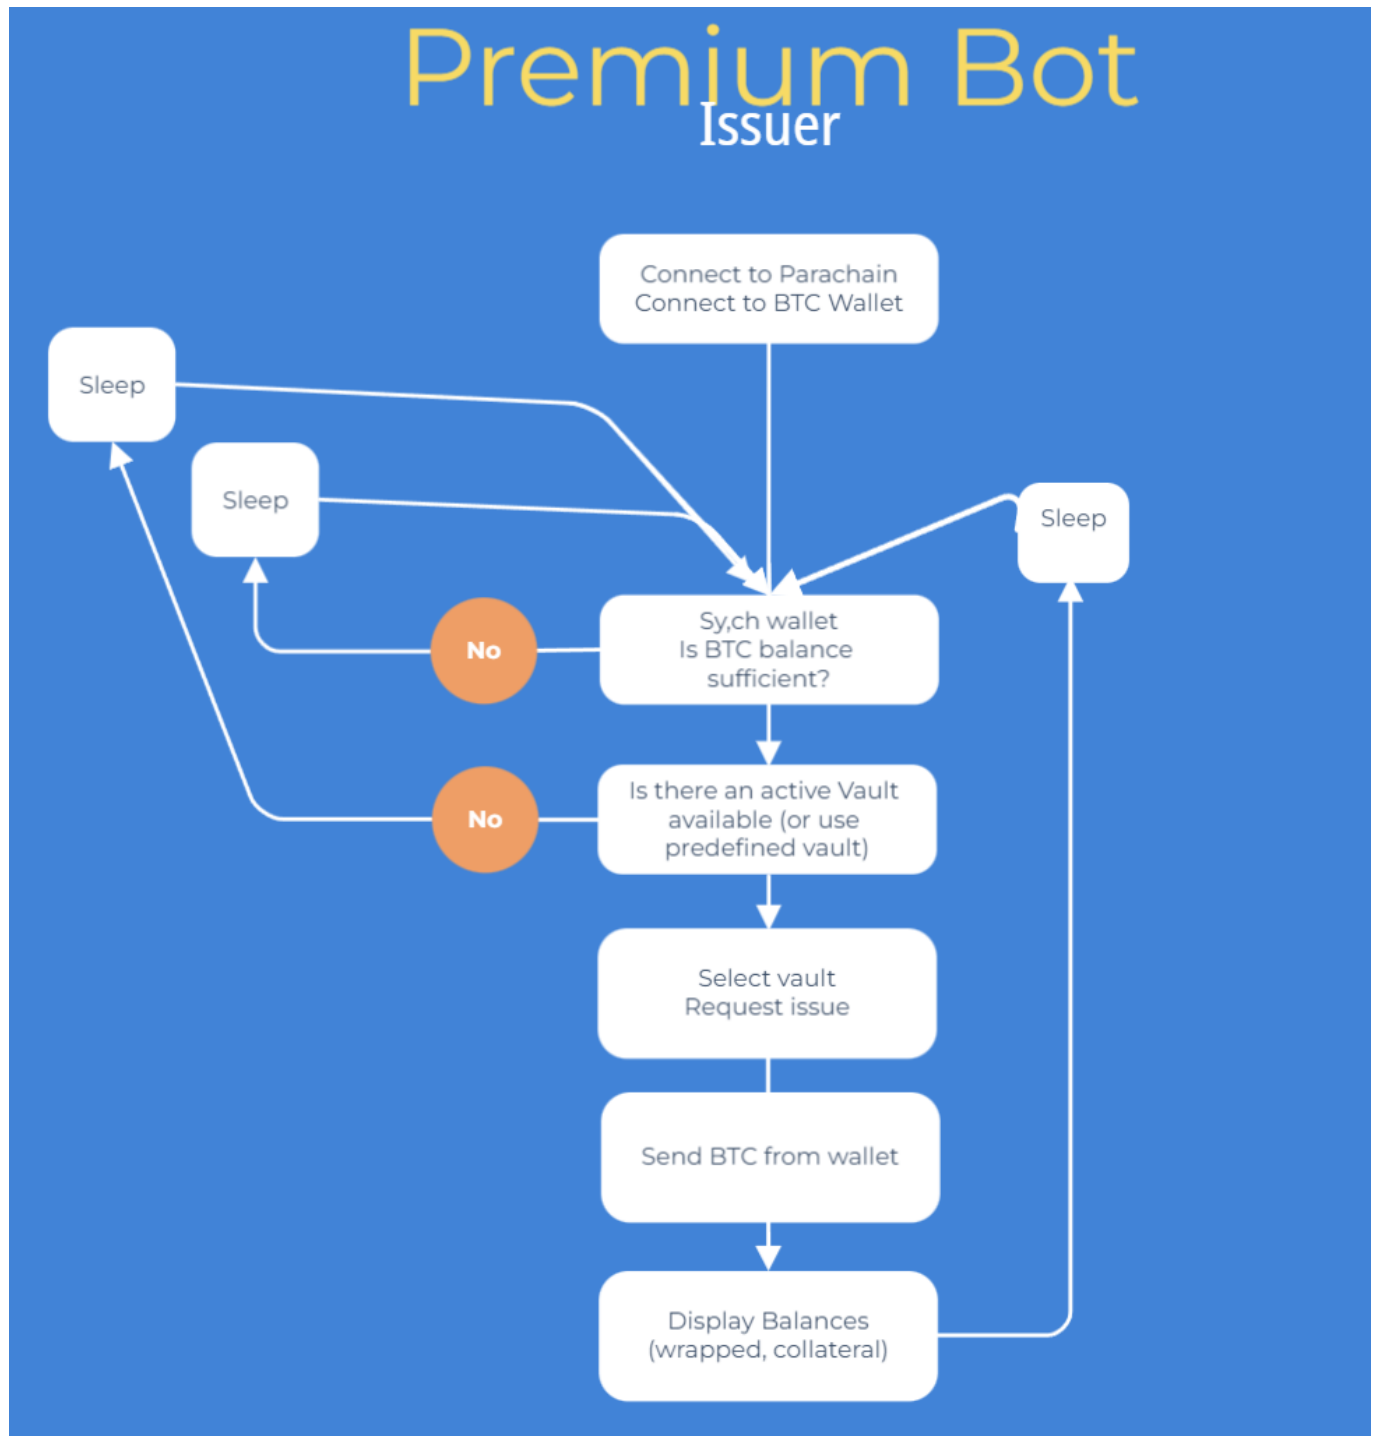 Premium Bot
Issuer
Connect to Parachain
Connect to BTC Wallet
Sleep
Sleep
Sleep
Sy,ch wallet
Is BTC balance
sufficient?
No
Is there an active Vault
available (or use
predefined vault)
No
Select vault
Request issue
Send BTC from wallet
Display Balances
(wrapped, collateral)